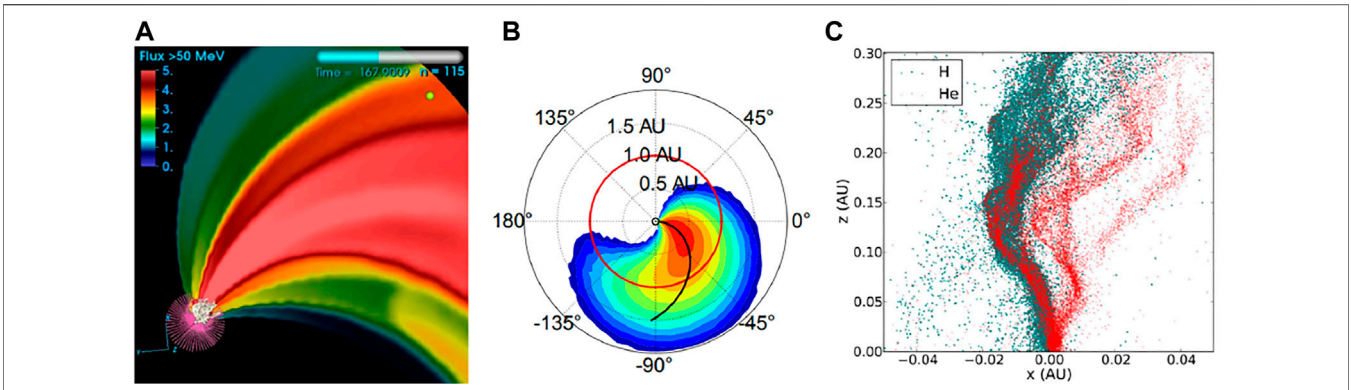 A
Flux >50 MeV
5.
4.
3.
2.
1.
0.
Time = 167.9009 n = 115
B
90°
135°
45°
1.5 AU
1.0 AU
0.5 AU
180°
0°
-135°
-45°
-90°
C
0.30
0.25
0.20
0.15
0.10
0.05
0.00
z (AU)
H
He
−0.04
−0.02
0.00
0.02
0.04
x (AU)